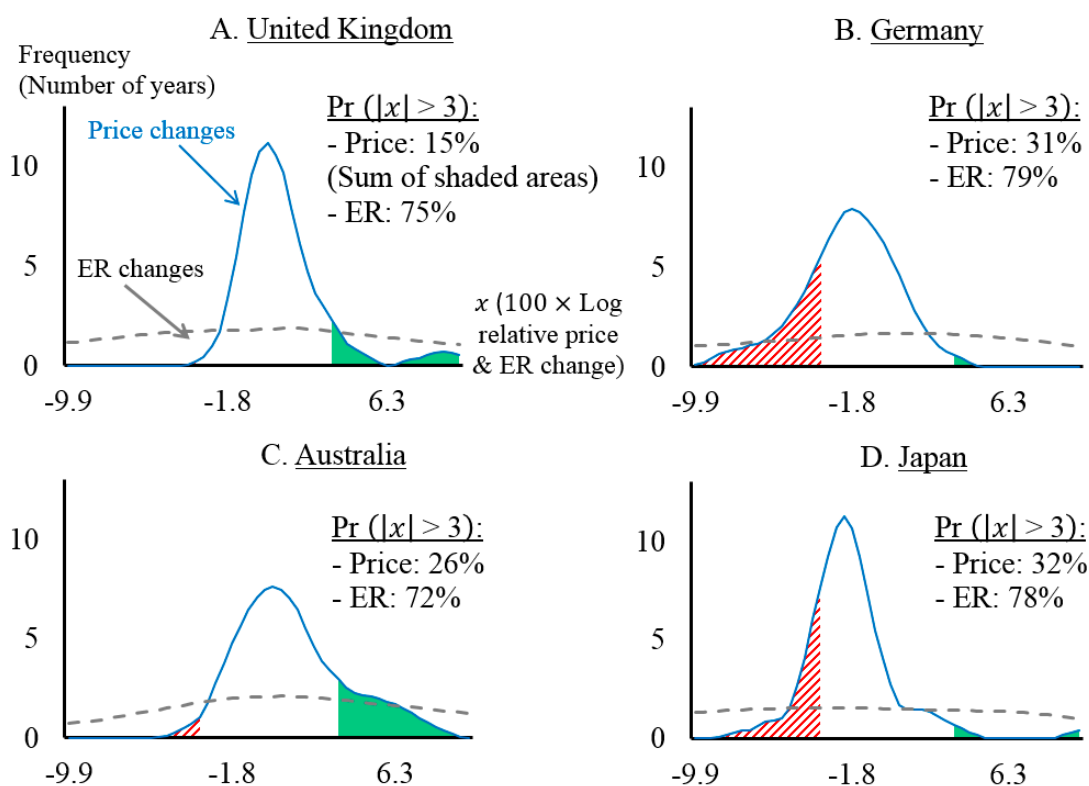 A. United Kingdom
Frequency
(Number of years)
Price changes
ER changes
Pr (|x| > 3):
- Price: 15%
(Sum of shaded areas)
- ER: 75%
x (100 × Log
relative price
& ER change)
10
5
0
-9.9 -1.8 6.3
B. Germany
Pr (|x| > 3):
- Price: 31%
- ER: 79%
10
5
0
-9.9 -1.8 6.3
C. Australia
Pr (|x| > 3):
- Price: 26%
- ER: 72%
10
5
0
-9.9 -1.8 6.3
D. Japan
Pr (|x| > 3):
- Price: 32%
- ER: 78%
10
5
0
-9.9 -1.8 6.3